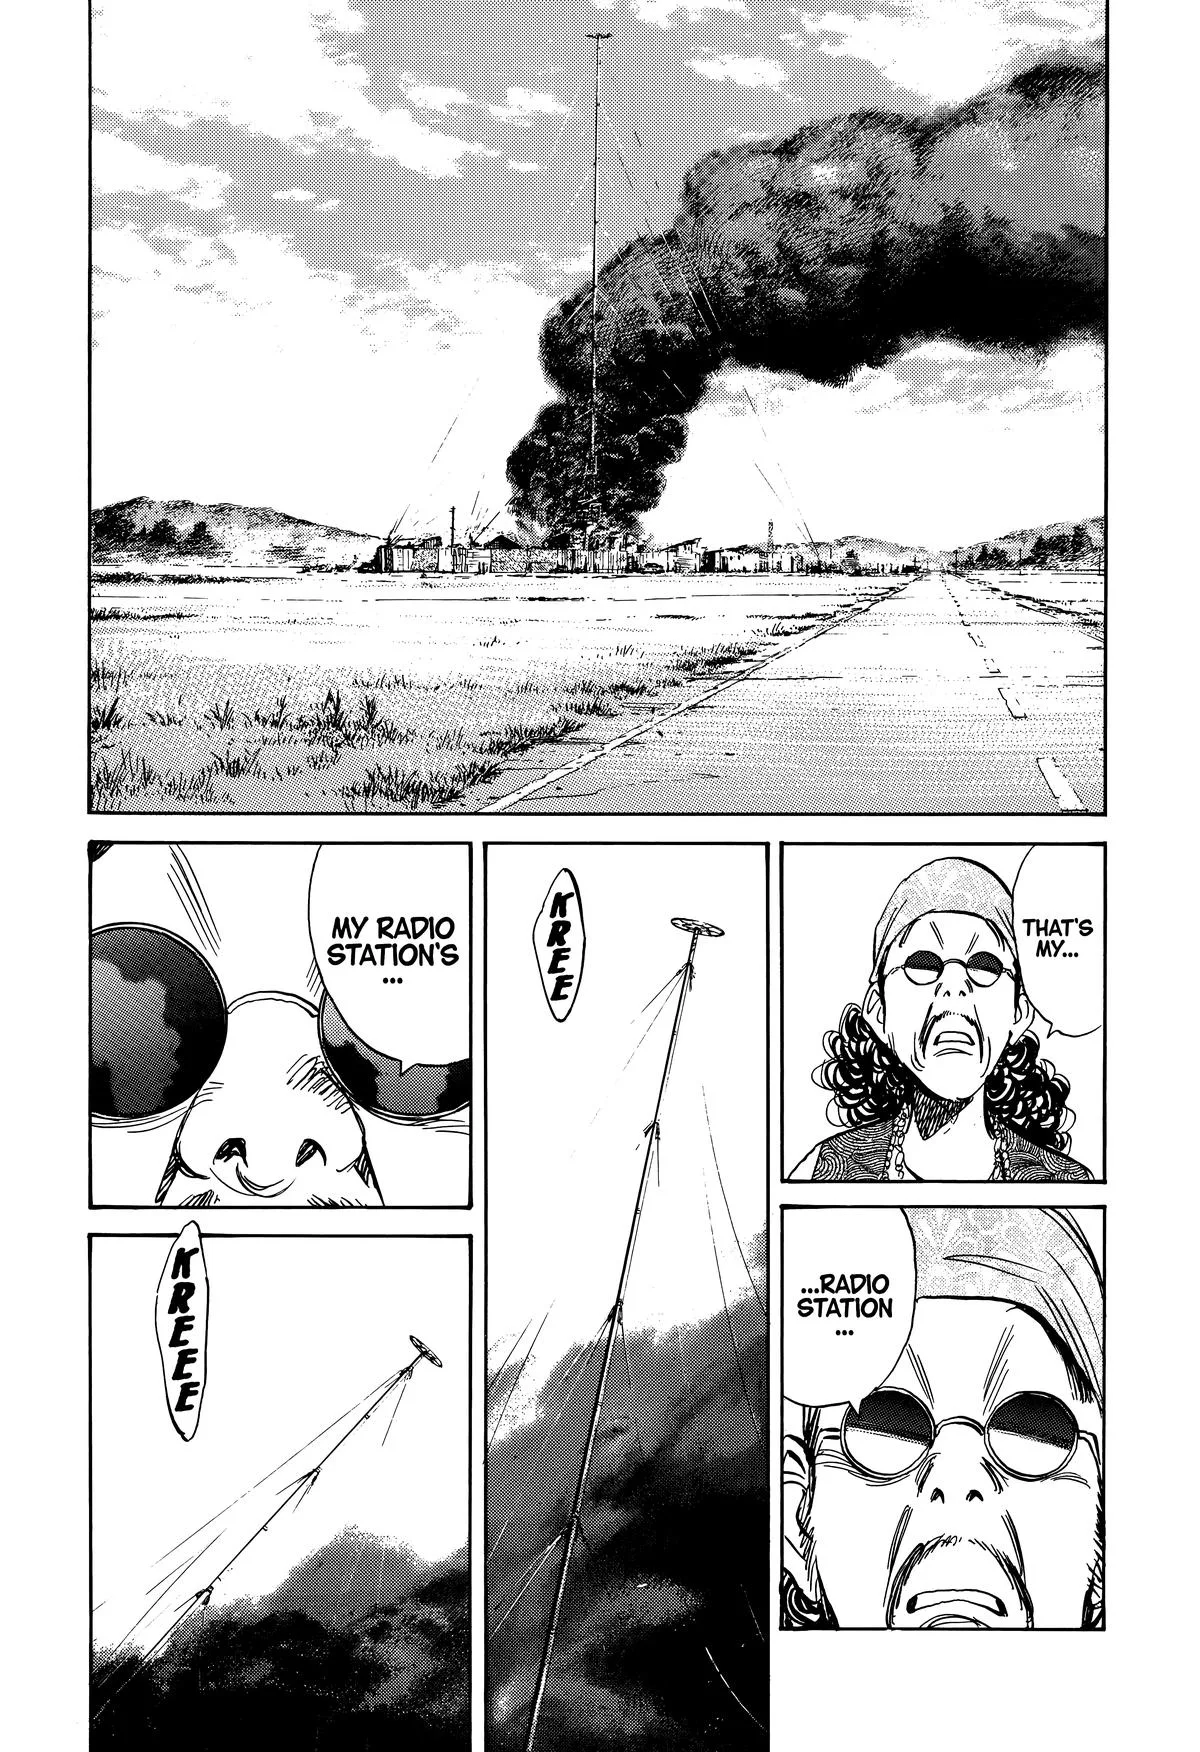 THAT'S
MY...
...RADIO
STATION
...
KREE
MY RADIO
STATION'S
...
KREEE